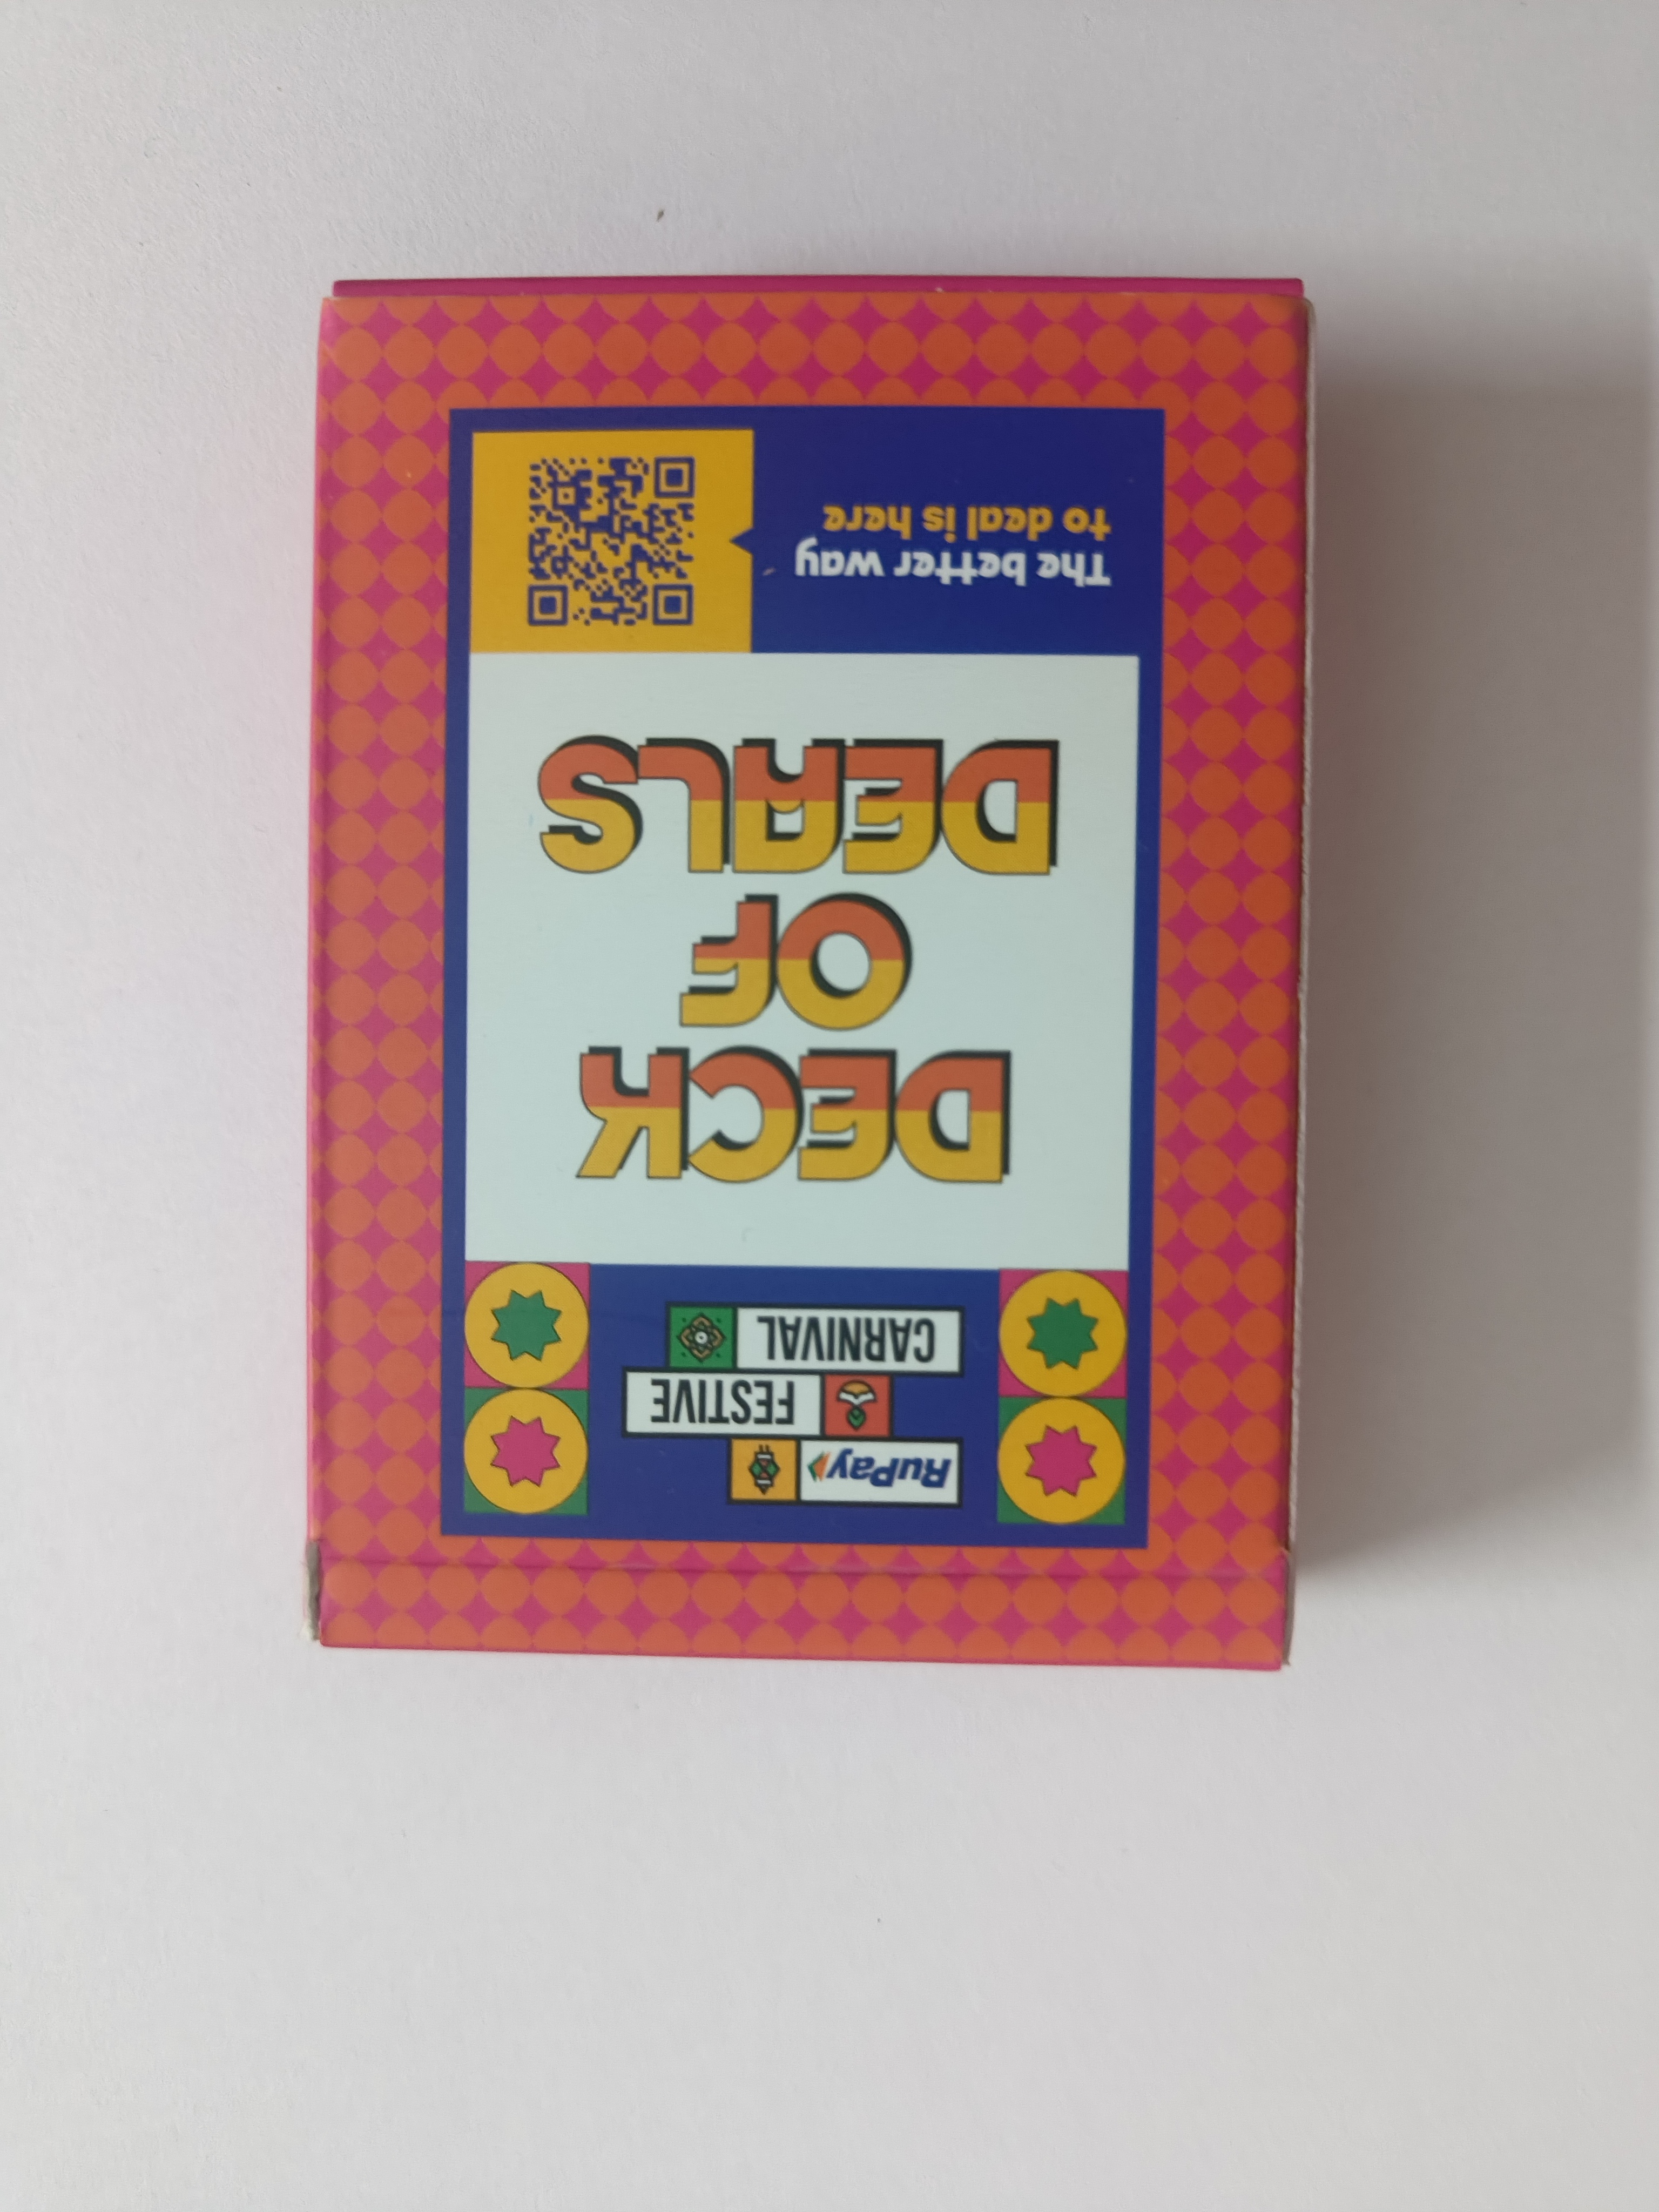 RuPay
FESTIVE
CARNIVAL
DECK
OF
DEALS
The better way
to deal is here